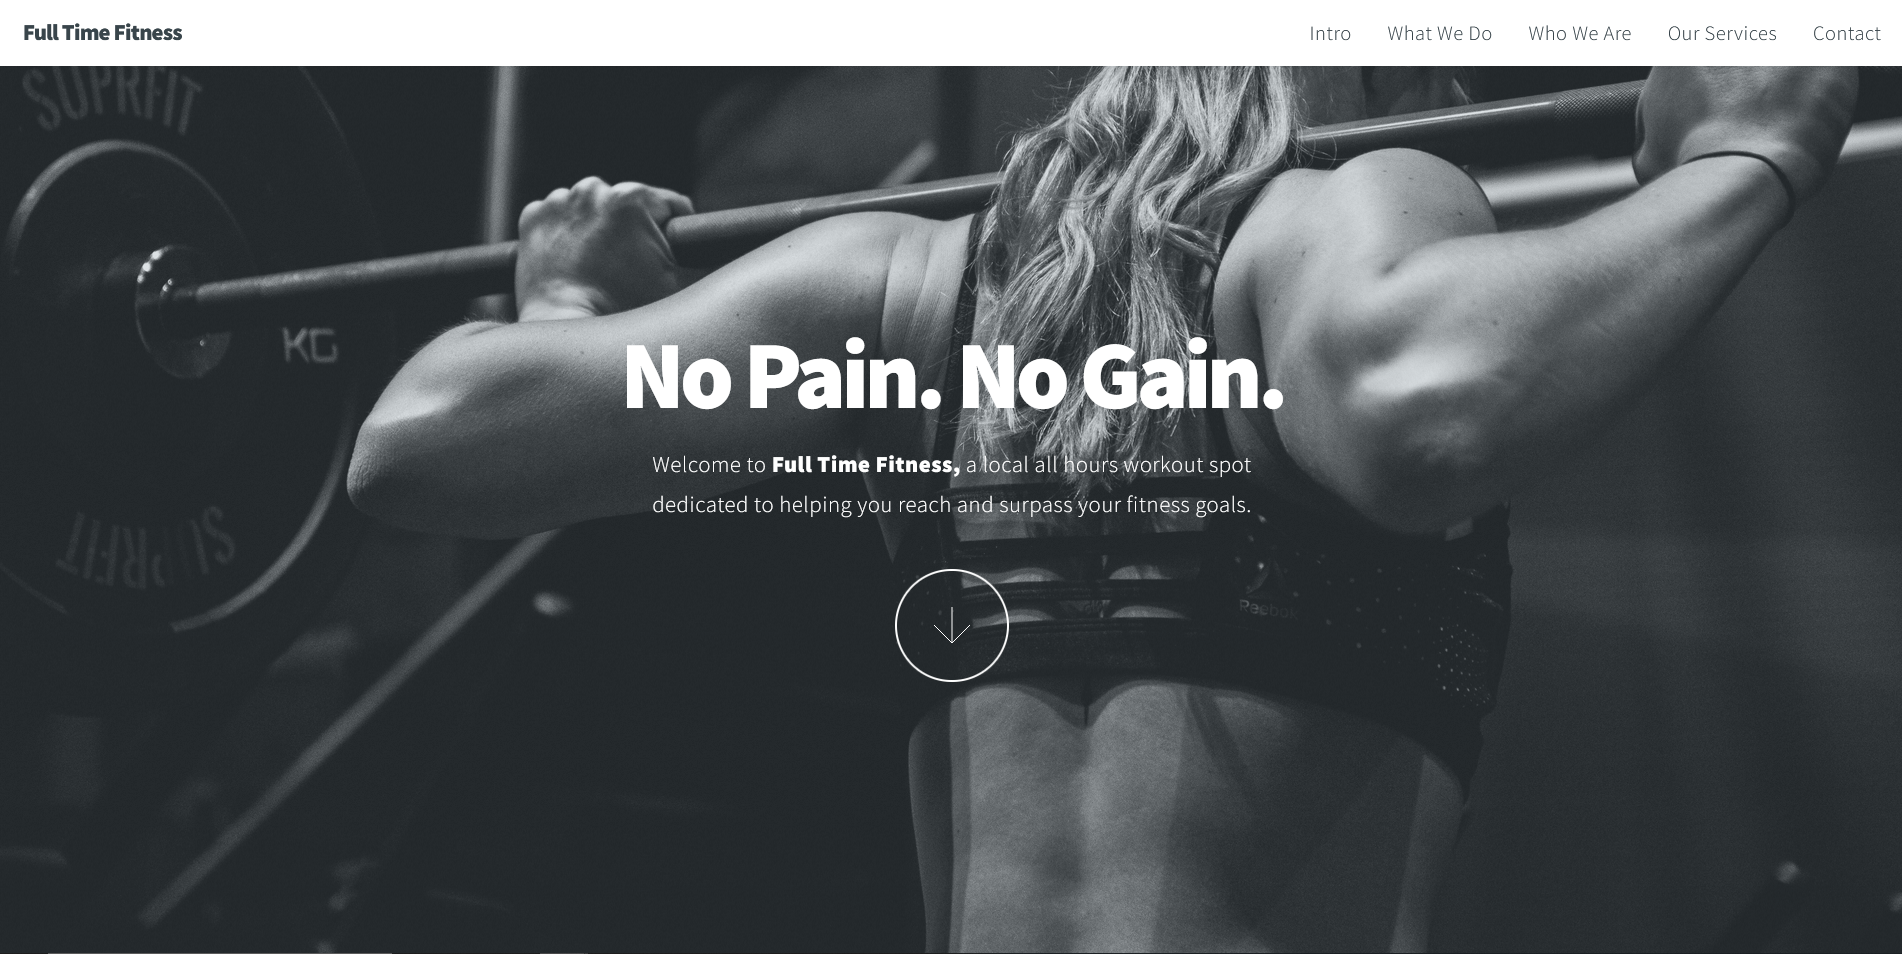 Full Time Fitness
Intro
What We Do
Who We Are
Our Services
Contact
SUPRFIT
KG
No Pain. No Gain.
Welcome to Full Time Fitness, a local all hours workout spot
dedicated to helping you reach and surpass your fitness goals.
SUPRFIT
Reebok